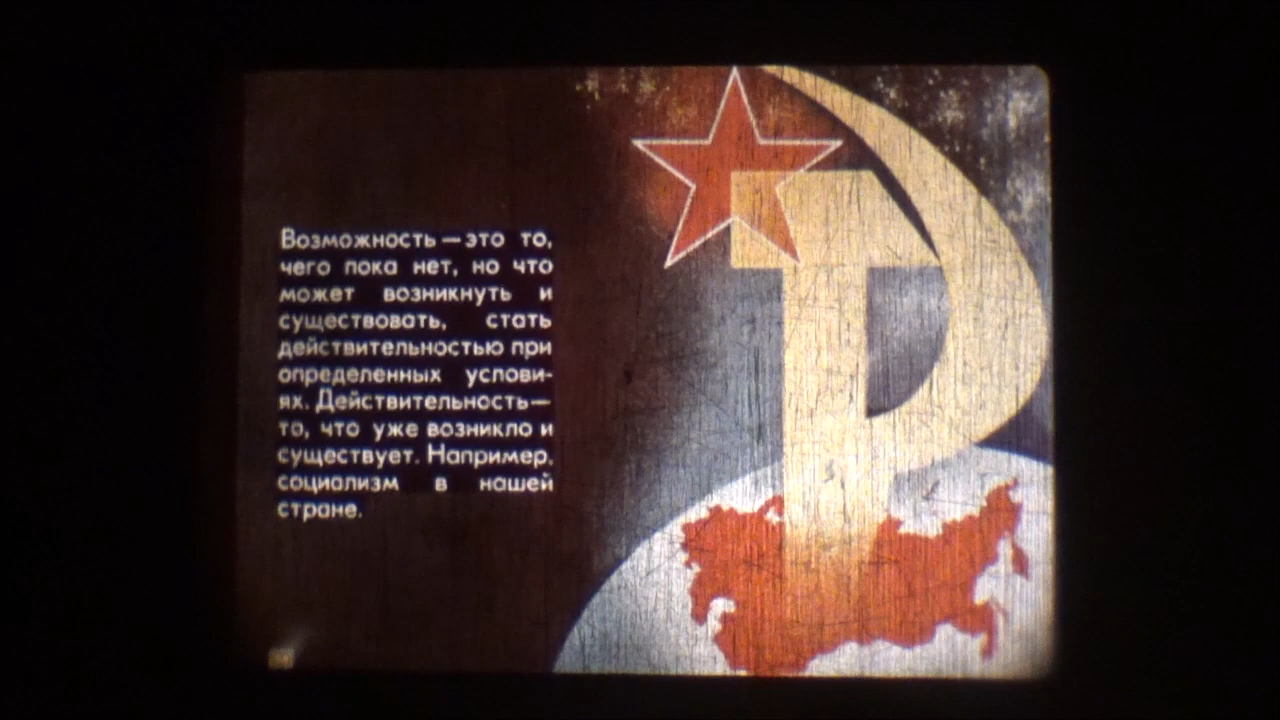 Возможность — это то,
чего пока нет, но что
может возникнуть и
существовать, стать
действительностью при
определенных услови-
ях. Действительность —
то, что уже возникло и
существует. Например,
социализм в нашей
стране.